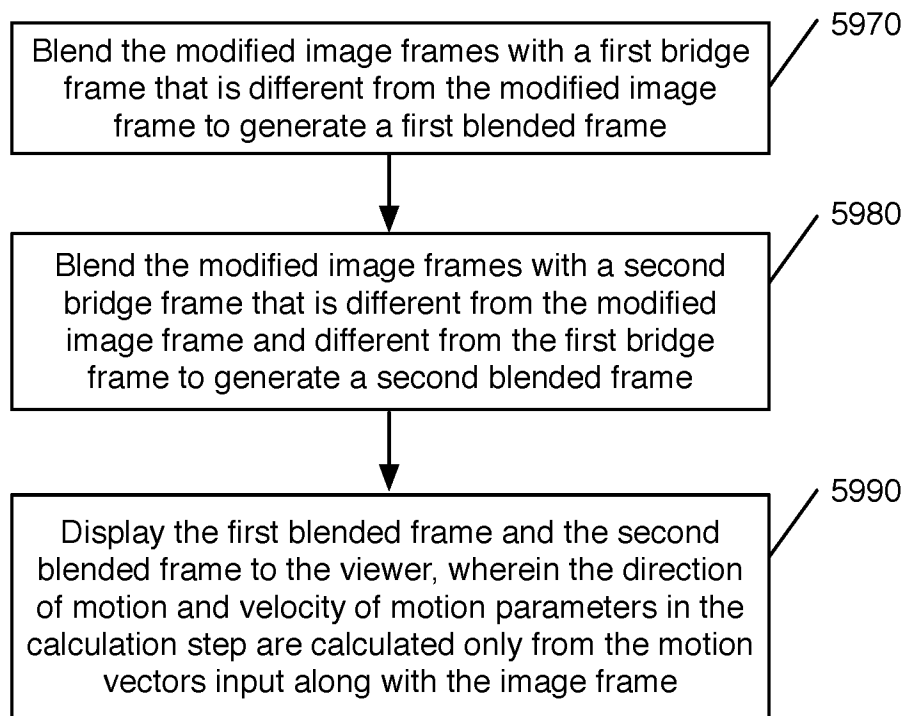 5970
Blend the modified image frames with a first bridge
frame that is different from the modified image
frame to generate a first blended frame
5980
Blend the modified image frames with a second
bridge frame that is different from the modified
image frame and different from the first bridge
frame to generate a second blended frame
5990
Display the first blended frame and the second
blended frame to the viewer, wherein the direction
of motion and velocity of motion parameters in the
calculation step are calculated only from the motion
vectors input along with the image frame